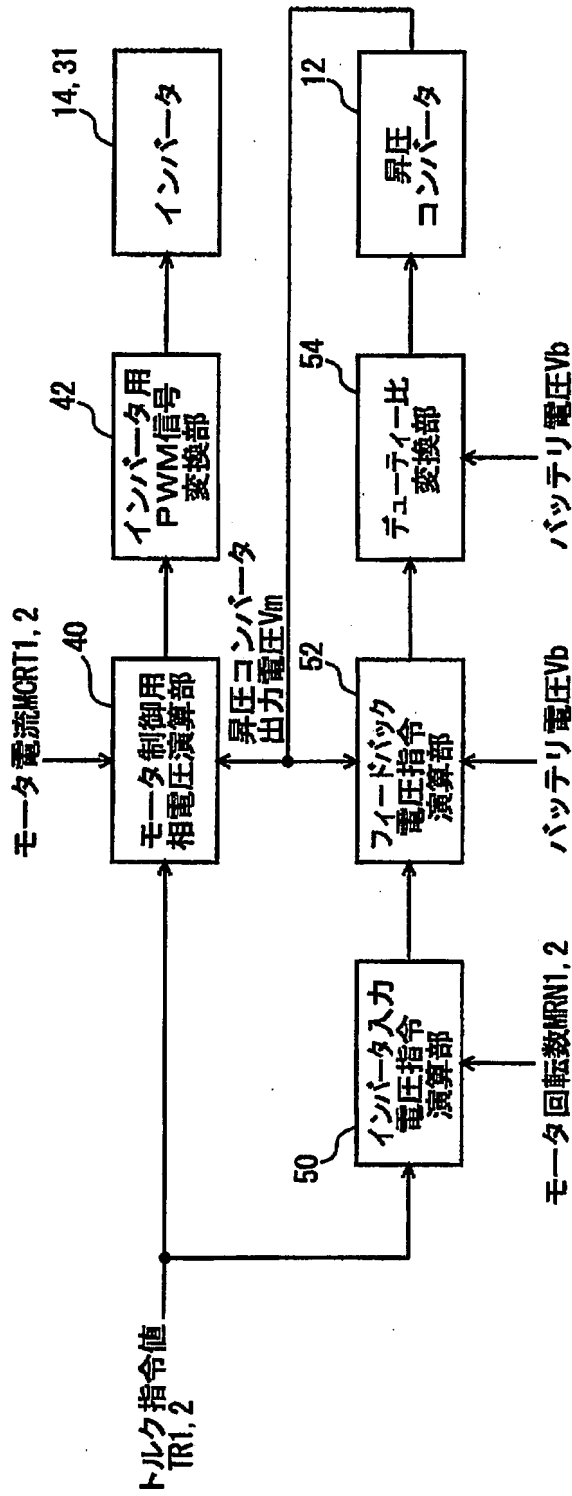 トルク指令値
TR1, 2
モータ電流MCRT1, 2
40
モータ制御用
相電圧演算部
42
インバータ用
PWM信号
変換部
14, 31
インバータ
昇圧コンバータ
出力電圧Vm
50
インバータ入力
電圧指令
演算部
モータ回転数MRN1, 2
52
フィードバック
電圧指令
演算部
バッテリ電圧Vb
54
デューティー比
変換部
バッテリ電圧Vb
12
昇圧
コンバータ